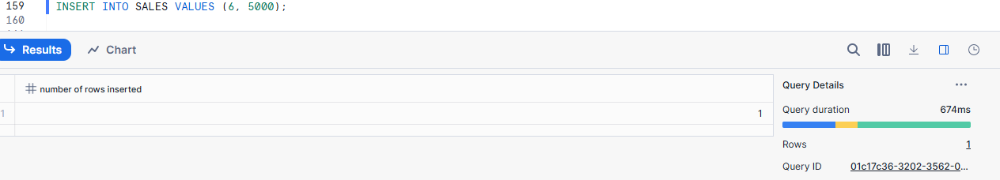 159 INSERT INTO SALES VALUES (6, 5000);
160
Results Chart
number of rows inserted
1 1
Query Details
Query duration 674ms
Rows 1
Query ID 01c17c36-3202-3562-0...